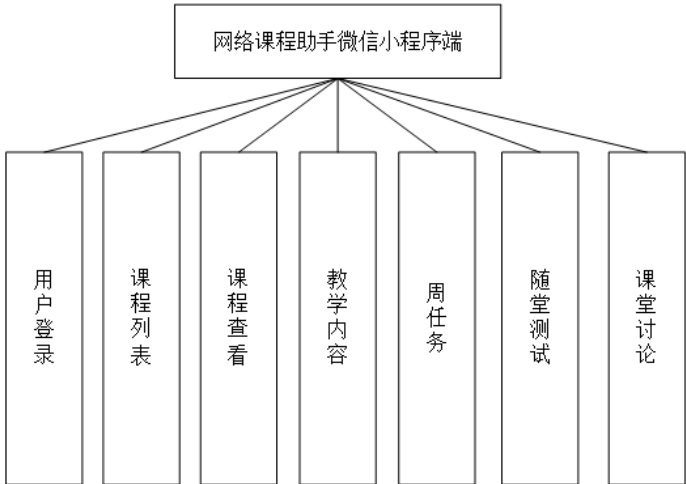 网络课程助手微信小程序端
用户登录
课程列表
课程查看
教学内容
周任务
随堂测试
课堂讨论